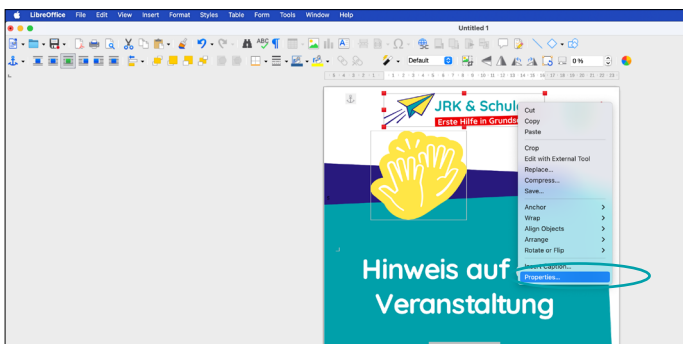 LibreOffice File Edit View Insert Format Styles Table Form Tools Window Help
Untitled 1
Default
0 %
JRK & Schul
Erste Hilfe in Grunds
Cut
Copy
Paste
Crop
Edit with External Tool
Replace...
Compress...
Save...
Anchor
Wrap
Align Objects
Arrange
Rotate or Flip
Insert Caption...
Properties...
Hinweis auf
Veranstaltung